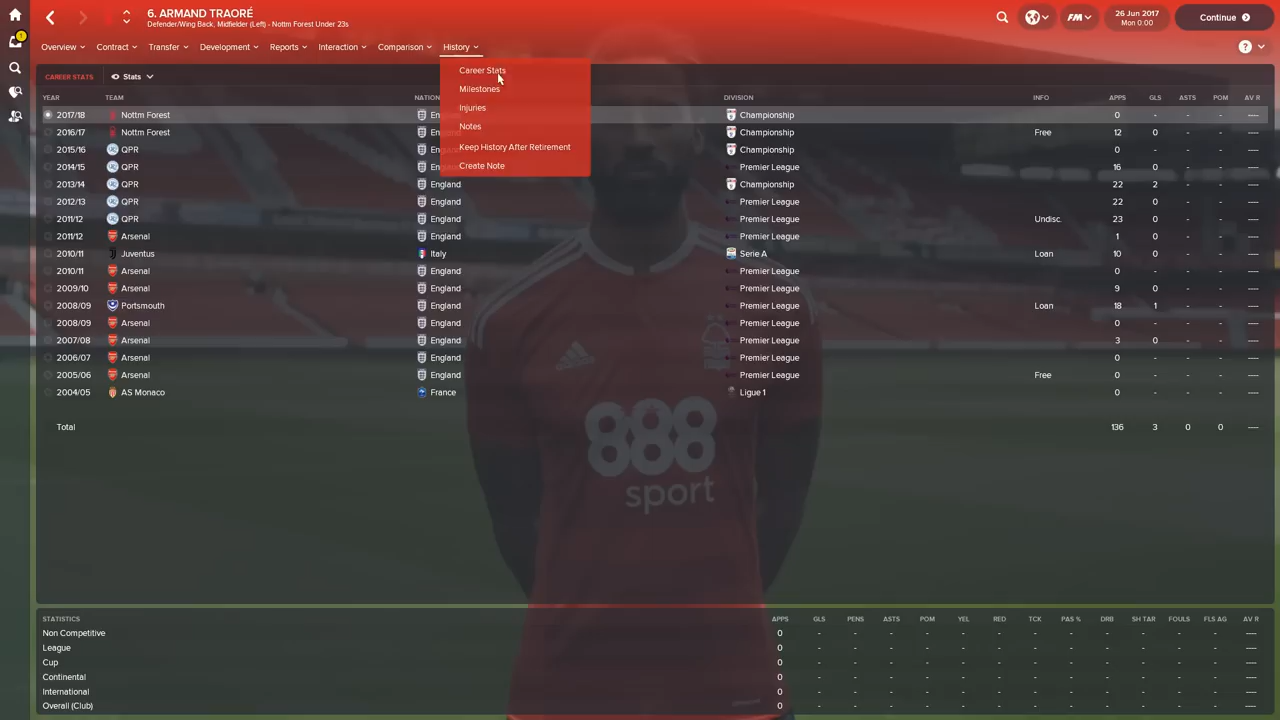 6. ARMAND TRAORÉ
Defender/Wing Back, Midfielder (Left) - Nottm Forest Under 23s
FM
26 Jun 2017
Mon 0:00
Continue
Overview Contract Transfer Development Reports Interaction Comparison History
?
CAREER STATS Stats
Career Stats
Milestones
Injuries
Notes
Keep History After Retirement
Create Note
YEAR TEAM NATION DIVISION INFO APPS GLS ASTS POM AV R
2017/18 Nottm Forest Championship 0 - - - ----
2016/17 Nottm Forest Championship Free 12 0 - - ----
2015/16 QPR Championship 0 - - - ----
2014/15 QPR Premier League 16 0 - - ----
2013/14 QPR England Championship 22 2 - - ----
2012/13 QPR England Premier League 22 0 - - ----
2011/12 QPR England Premier League Undisc. 23 0 - - ----
2011/12 Arsenal England Premier League 1 0 - - ----
2010/11 Juventus Italy Serie A Loan 10 0 - - ----
2010/11 Arsenal England Premier League 0 - - - ----
2009/10 Arsenal England Premier League 9 0 - - ----
2008/09 Portsmouth England Premier League Loan 18 1 - - ----
2008/09 Arsenal England Premier League 0 - - - ----
2007/08 Arsenal England Premier League 3 0 - - ----
2006/07 Arsenal England Premier League 0 - - - ----
2005/06 Arsenal England Premier League Free 0 - - - ----
2004/05 AS Monaco France Ligue 1 0 - - - ----
Total 136 3 0 0 ----
888
sport
STATISTICS APPS GLS PENS ASTS POM YEL RED TCK PAS % DRB SH TAR FOULS FLS AG AV R
Non Competitive 0 - - - - - - - - - - - - ----
League 0 - - - - - - - - - - - - ----
Cup 0 - - - - - - - - - - - - ----
Continental 0 - - - - - - - - - - - - ----
International 0 - - - - - - - - - - - - ----
Overall (Club) 0 - - - - - - - - - - - - ----